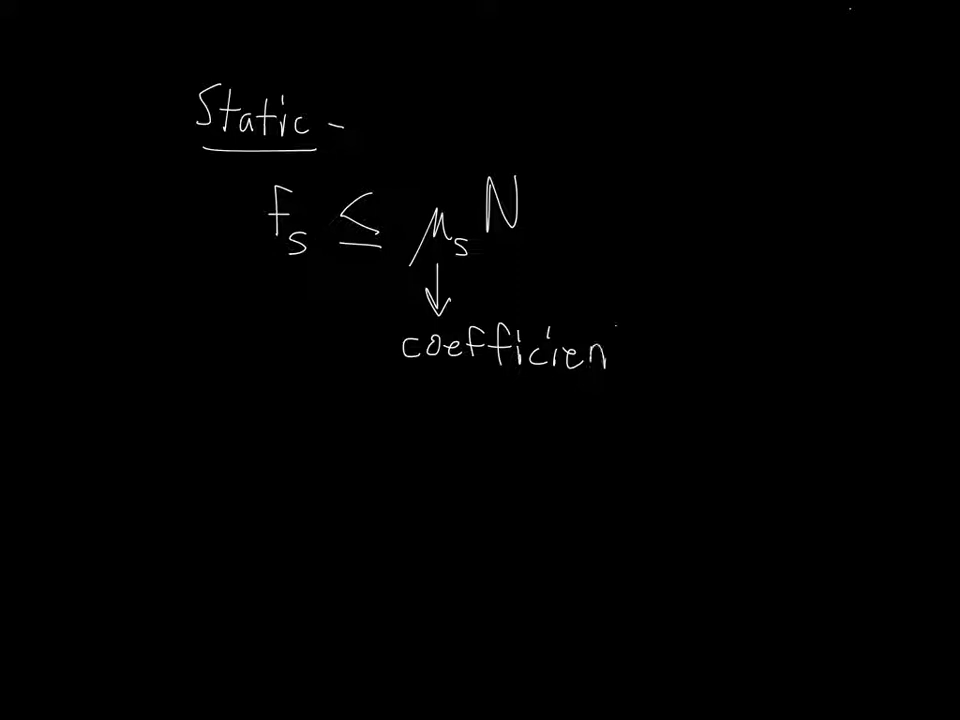 Static -
fs ≤ μs N
↓
coefficien